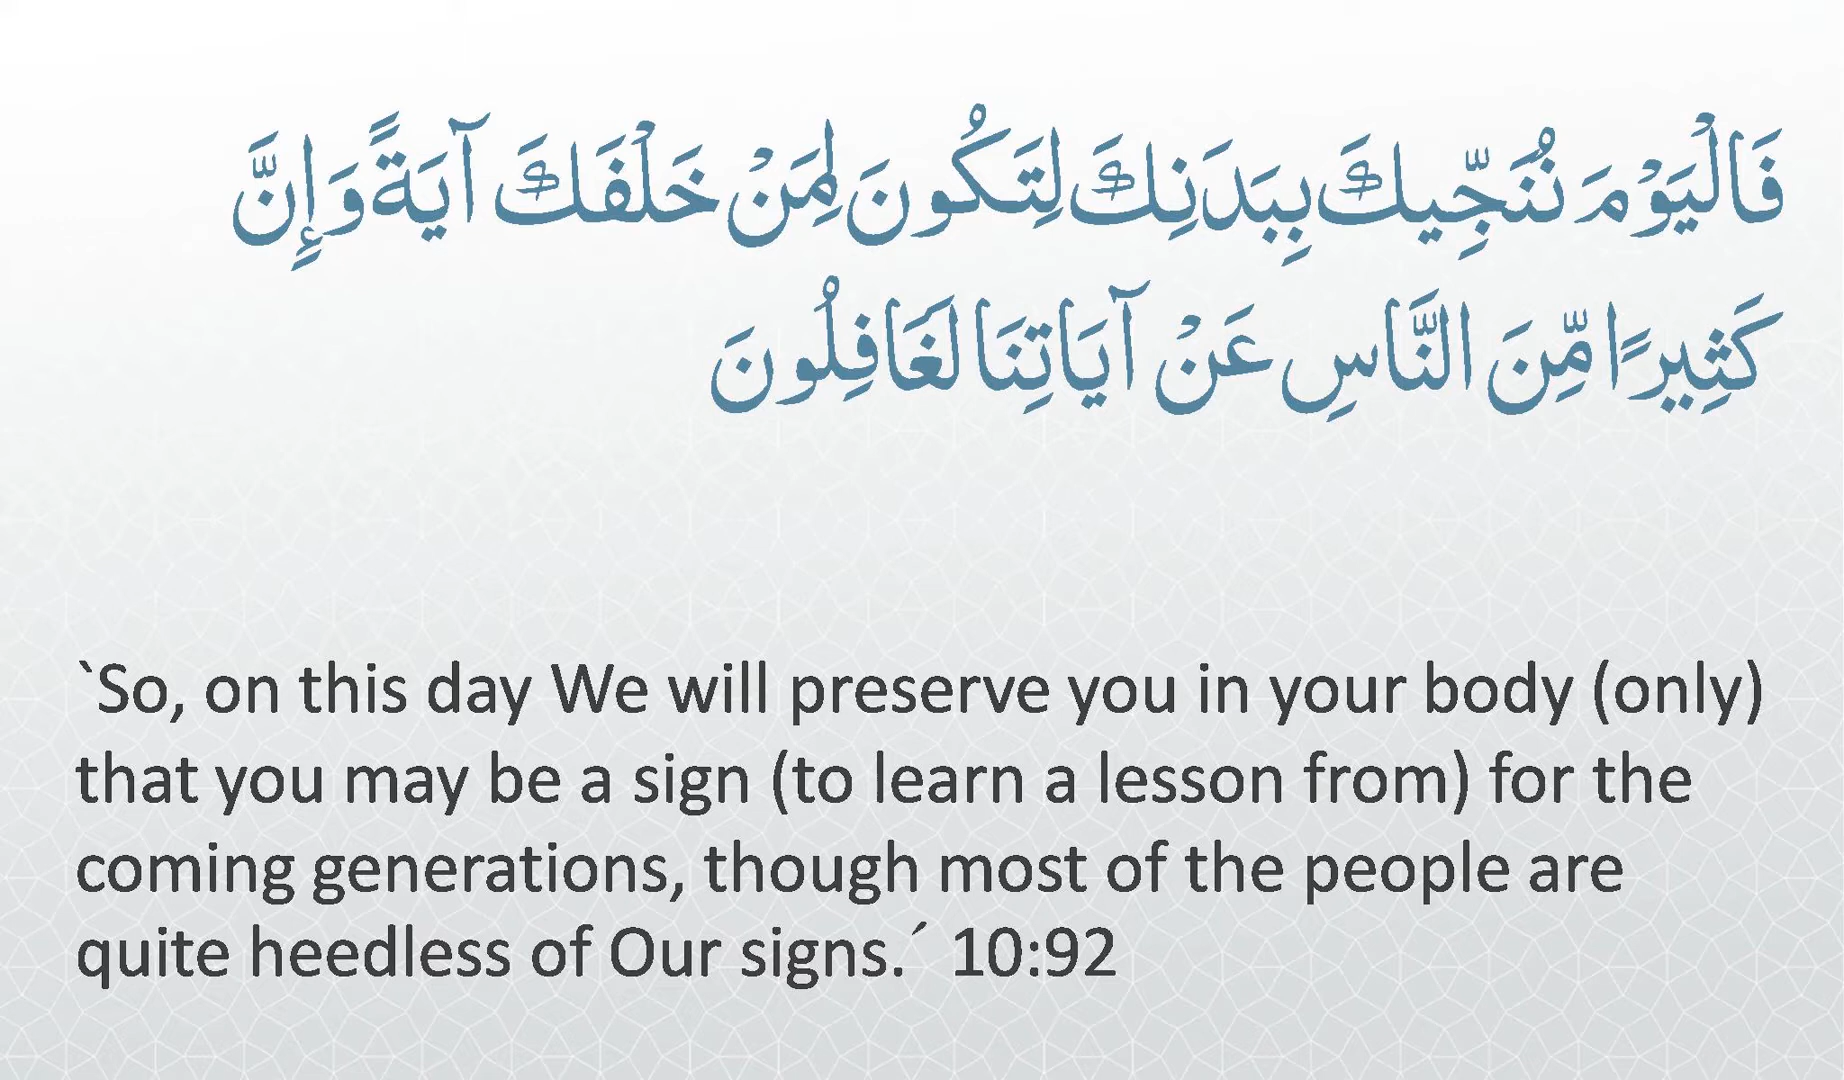 فَالْيَوْمَ نُنَجِّيكَ بِبَدَنِكَ لِتَكُونَ لِمَنْ خَلْفَكَ آيَةً وَإِنَّ
كَثِيرًا مِّنَ النَّاسِ عَنْ آيَاتِنَا لَغَافِلُونَ
`So, on this day We will preserve you in your body (only)
that you may be a sign (to learn a lesson from) for the
coming generations, though most of the people are
quite heedless of Our signs.´ 10:92